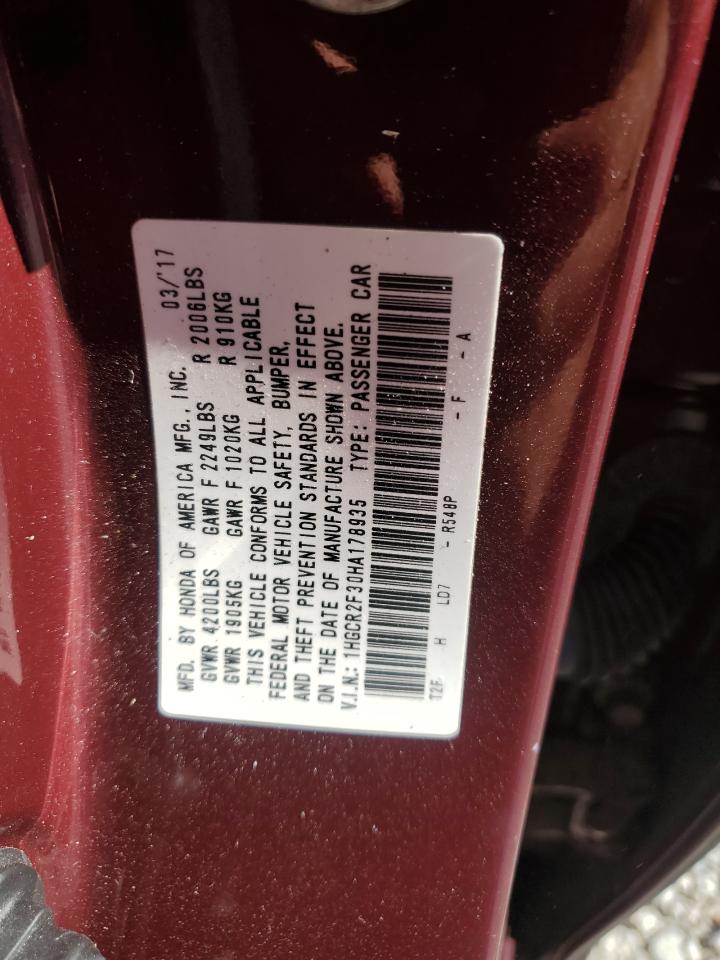 MFD. BY HONDA OF AMERICA MFG., INC. 03/'17
GVWR 4200LBS GAWR F 2249LBS R 2006LBS
GVWR 1905KG GAWR F 1020KG R 910KG
THIS VEHICLE CONFORMS TO ALL APPLICABLE
FEDERAL MOTOR VEHICLE SAFETY, BUMPER,
AND THEFT PREVENTION STANDARDS IN EFFECT
ON THE DATE OF MANUFACTURE SHOWN ABOVE.
V.I.N.: 1HGCR2F30HA178935 TYPE: PASSENGER CAR
T2F H LD7 - R548P - F - A